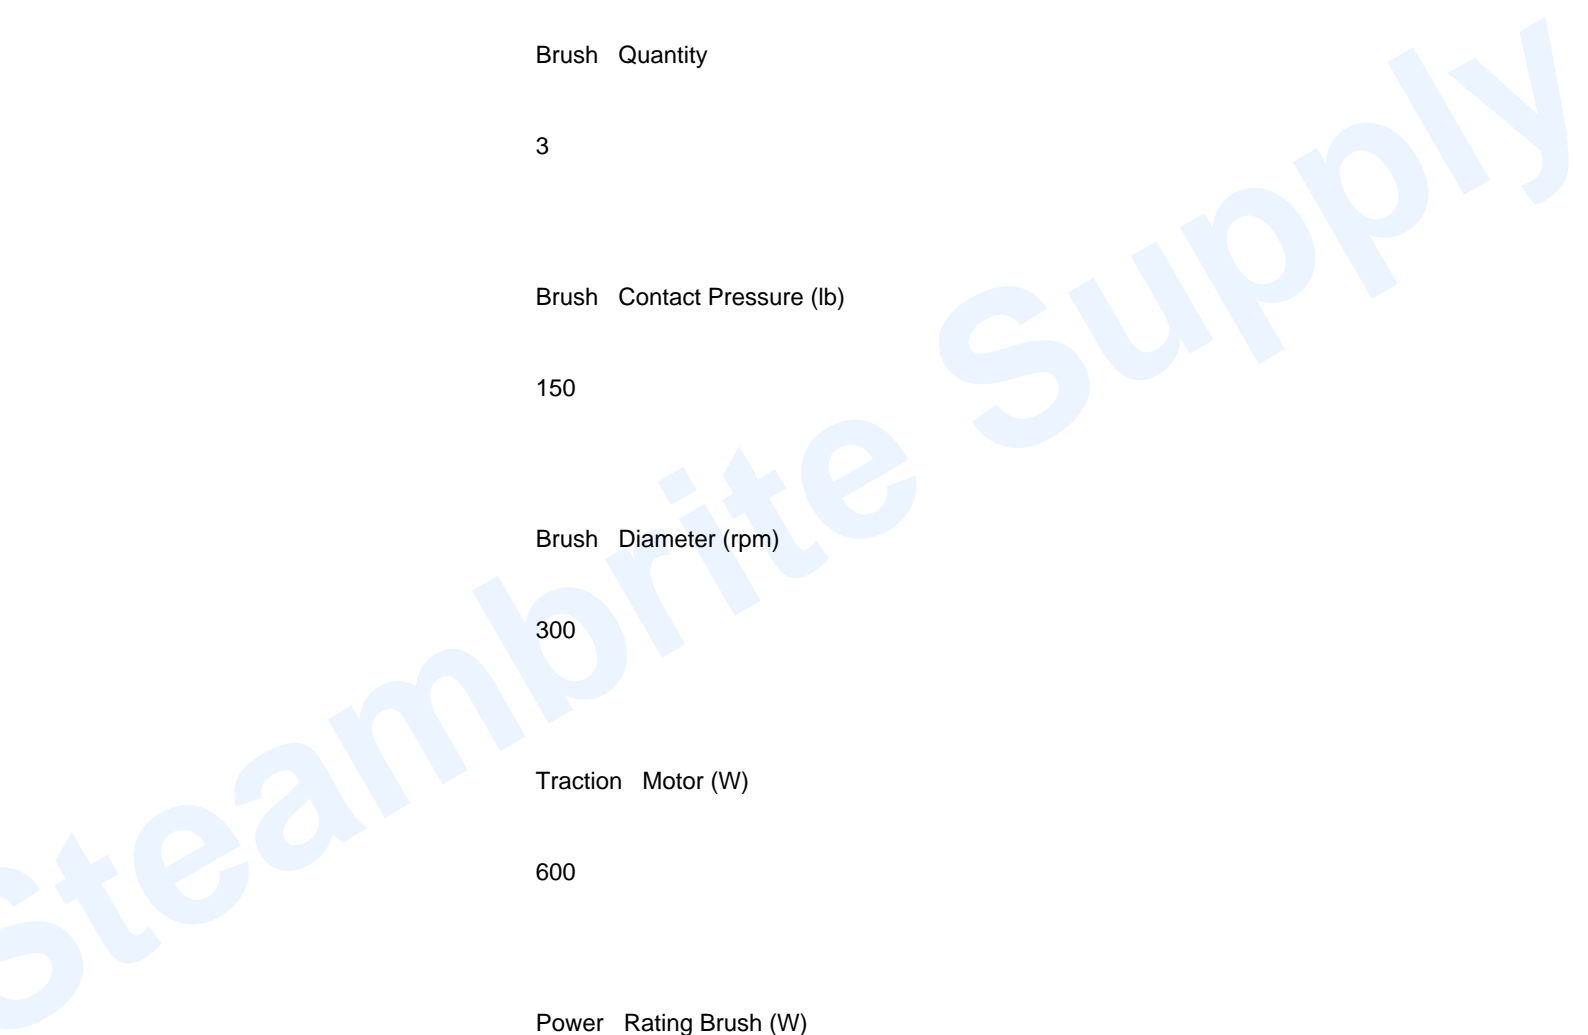 Brush Quantity
3
Brush Contact Pressure (lb)
150
Brush Diameter (rpm)
300
Traction Motor (W)
600
Power Rating Brush (W)
Steambrite Supply